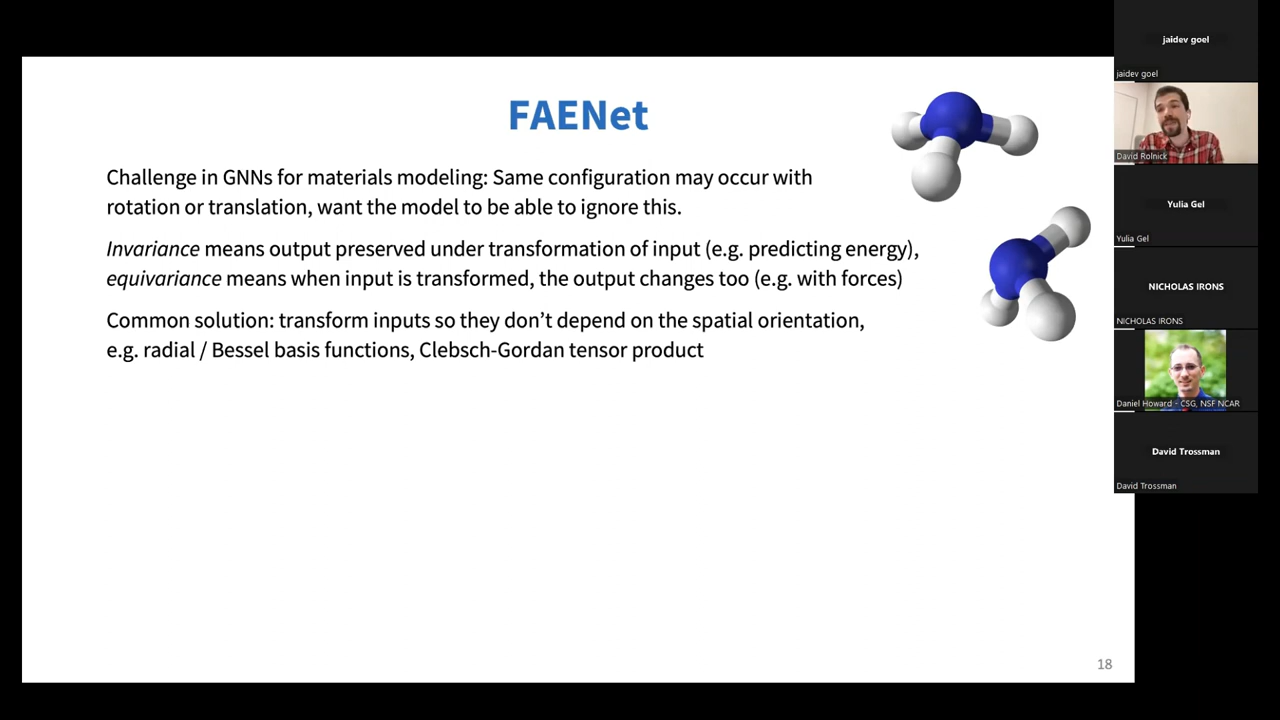 FAENet
Challenge in GNNs for materials modeling: Same configuration may occur with
rotation or translation, want the model to be able to ignore this.
Invariance means output preserved under transformation of input (e.g. predicting energy),
equivariance means when input is transformed, the output changes too (e.g. with forces)
Common solution: transform inputs so they don’t depend on the spatial orientation,
e.g. radial / Bessel basis functions, Clebsch-Gordan tensor product
18
jaidev goel
jaidev goel
David Rolnick
Yulia Gel
Yulia Gel
NICHOLAS IRONS
NICHOLAS IRONS
Daniel Howard - CSG, NSF NCAR
David Trossman
David Trossman